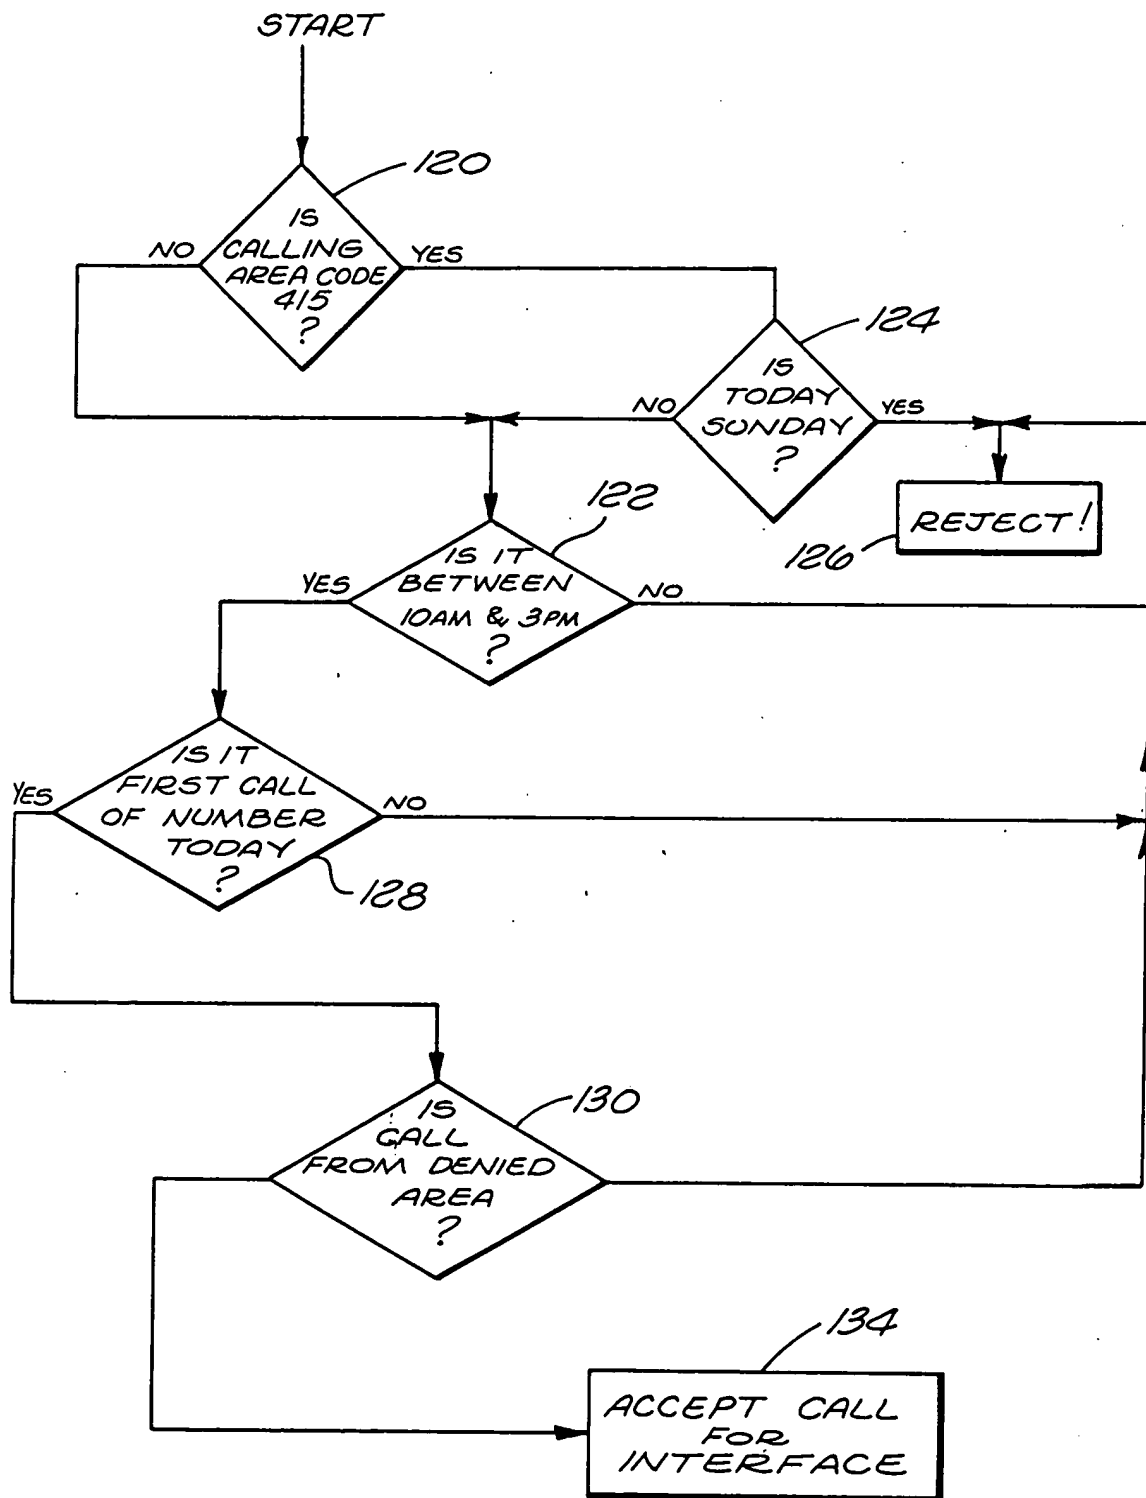 START
120
IS
CALLING
AREA CODE
415
?
NO
YES
124
IS
TODAY
SUNDAY
?
NO
YES
REJECT!
126
122
IS IT
BETWEEN
10AM & 3PM
?
YES
NO
IS IT
FIRST CALL
OF NUMBER
TODAY
?
YES
NO
128
130
IS
CALL
FROM DENIED
AREA
?
134
ACCEPT CALL
FOR
INTERFACE